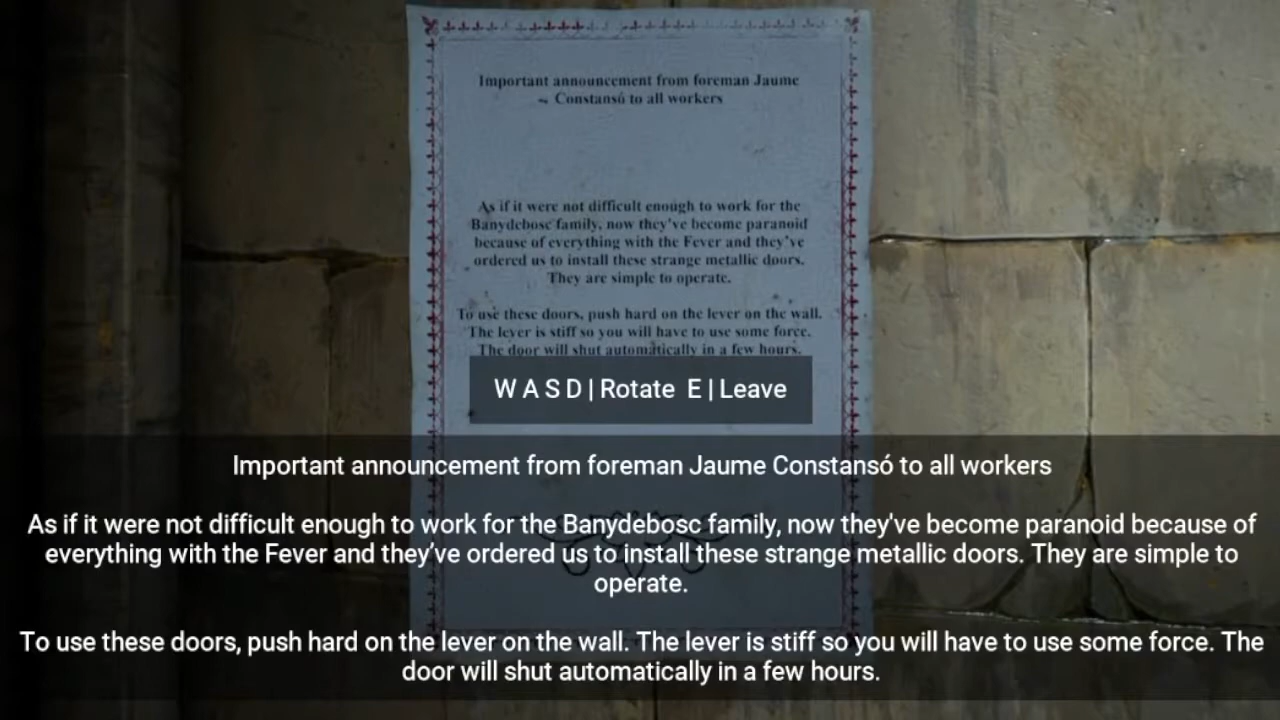 Important announcement from foreman Jaume
Constansó to all workers
As if it were not difficult enough to work for the
Banydebosc family, now they've become paranoid
because of everything with the Fever and they've
ordered us to install these strange metallic doors.
They are simple to operate.
To use these doors, push hard on the lever on the wall.
The lever is stiff so you will have to use some force.
The door will shut automatically in a few hours.
W A S D | Rotate E | Leave
Important announcement from foreman Jaume Constansó to all workers
As if it were not difficult enough to work for the Banydebosc family, now they've become paranoid because of
everything with the Fever and they've ordered us to install these strange metallic doors. They are simple to
operate.
To use these doors, push hard on the lever on the wall. The lever is stiff so you will have to use some force. The
door will shut automatically in a few hours.